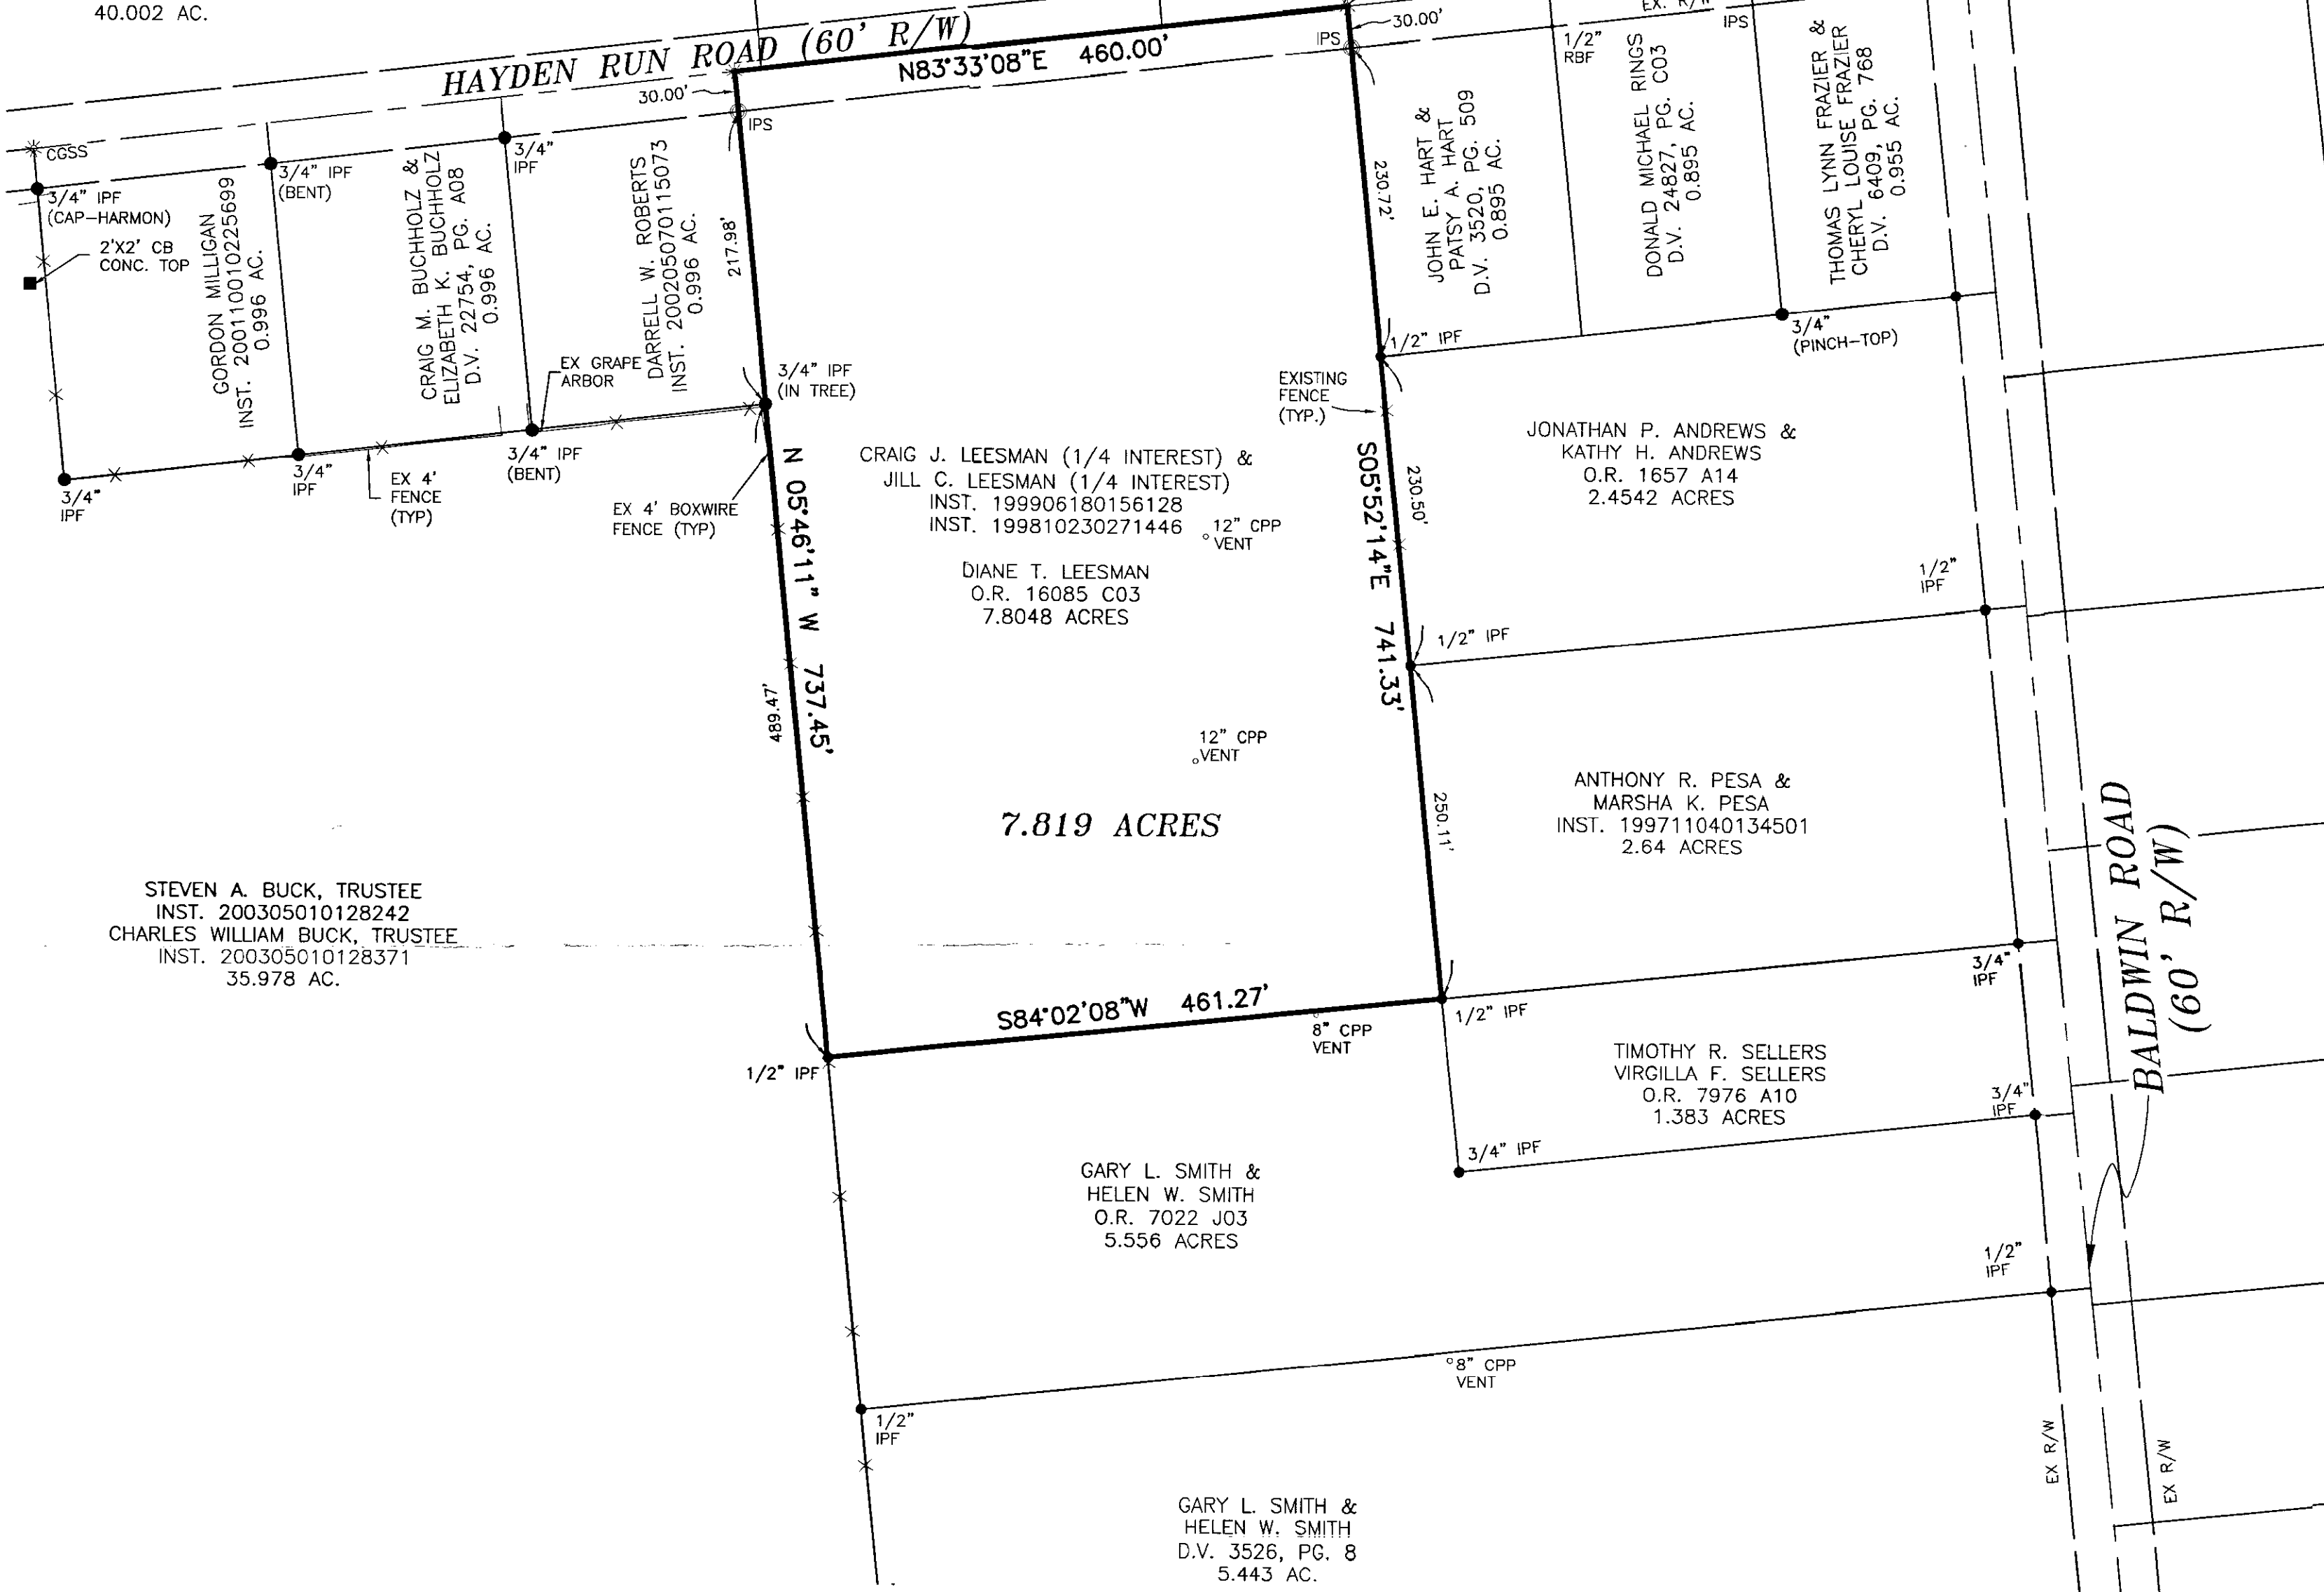 40.002 AC.
HAYDEN RUN ROAD (60' R/W)
N83°33'08"E 460.00'
30.00'
IPS
30.00'
IPS
EX. R/W
IPS
1/2"
RBF
CGSS
3/4" IPF
(CAP-HARMON)
2'X2' CB
CONC. TOP
GORDON MILLIGAN
INST. 200110010225699
0.996 AC.
3/4" IPF
(BENT)
CRAIG M. BUCHHOLZ &
ELIZABETH K. BUCHHOLZ
D.V. 22754, PG. A08
0.996 AC.
3/4"
IPF
DARRELL W. ROBERTS
INST. 200205070115073
0.996 AC.
217.98'
230.72'
JOHN E. HART &
PATSY A. HART
D.V. 3520, PG. 509
0.895 AC.
DONALD MICHAEL RINGS
D.V. 24827, PG. C03
0.895 AC.
THOMAS LYNN FRAZIER &
CHERYL LOUISE FRAZIER
D.V. 6409, PG. 768
0.955 AC.
EX GRAPE
ARBOR
3/4" IPF
(IN TREE)
1/2" IPF
3/4"
(PINCH-TOP)
EXISTING
FENCE
(TYP.)
3/4"
IPF
3/4"
IPF
EX 4'
FENCE
(TYP)
3/4" IPF
(BENT)
EX 4' BOXWIRE
FENCE (TYP)
N 05°46'11" W 737.45'
489.47'
CRAIG J. LEESMAN (1/4 INTEREST) &
JILL C. LEESMAN (1/4 INTEREST)
INST. 199906180156128
INST. 199810230271446
12" CPP
VENT
DIANE T. LEESMAN
O.R. 16085 C03
7.8048 ACRES
S05°52'14"E 741.33'
230.50'
JONATHAN P. ANDREWS &
KATHY H. ANDREWS
O.R. 1657 A14
2.4542 ACRES
1/2"
IPF
1/2" IPF
12" CPP
VENT
7.819 ACRES
250.11'
ANTHONY R. PESA &
MARSHA K. PESA
INST. 199711040134501
2.64 ACRES
BALDWIN ROAD
(60' R/W)
STEVEN A. BUCK, TRUSTEE
INST. 200305010128242
CHARLES WILLIAM BUCK, TRUSTEE
INST. 200305010128371
35.978 AC.
S84°02'08"W 461.27'
3/4"
IPF
1/2" IPF
8" CPP
VENT
1/2" IPF
TIMOTHY R. SELLERS
VIRGILLA F. SELLERS
O.R. 7976 A10
1.383 ACRES
3/4"
IPF
3/4" IPF
GARY L. SMITH &
HELEN W. SMITH
O.R. 7022 J03
5.556 ACRES
1/2"
IPF
8" CPP
VENT
1/2"
IPF
EX R/W
EX R/W
GARY L. SMITH &
HELEN W. SMITH
D.V. 3526, PG. 8
5.443 AC.